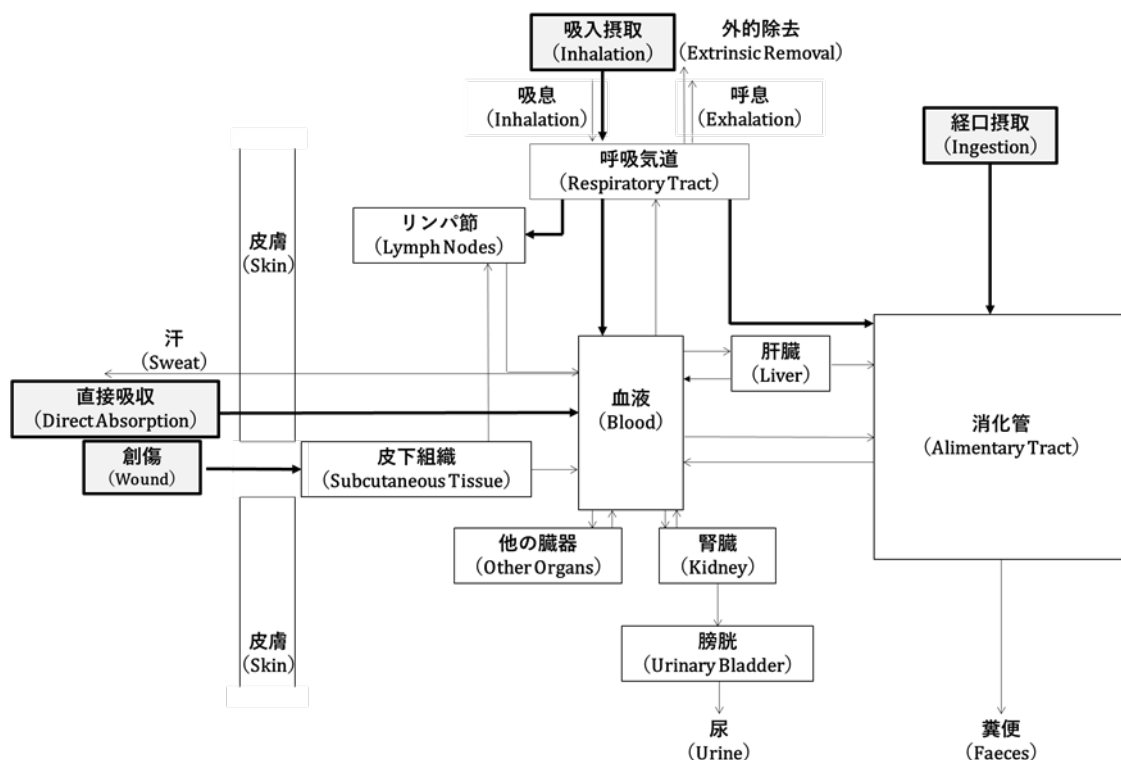 吸入摂取
(Inhalation)
外的除去
(Extrinsic Removal)
吸息
(Inhalation)
呼息
(Exhalation)
経口摂取
(Ingestion)
呼吸気道
(Respiratory Tract)
リンパ節
(Lymph Nodes)
皮膚
(Skin)
汗
(Sweat)
肝臓
(Liver)
直接吸収
(Direct Absorption)
血液
(Blood)
消化管
(Alimentary Tract)
創傷
(Wound)
皮下組織
(Subcutaneous Tissue)
他の臓器
(Other Organs)
腎臓
(Kidney)
皮膚
(Skin)
膀胱
(Urinary Bladder)
尿
(Urine)
糞便
(Faeces)